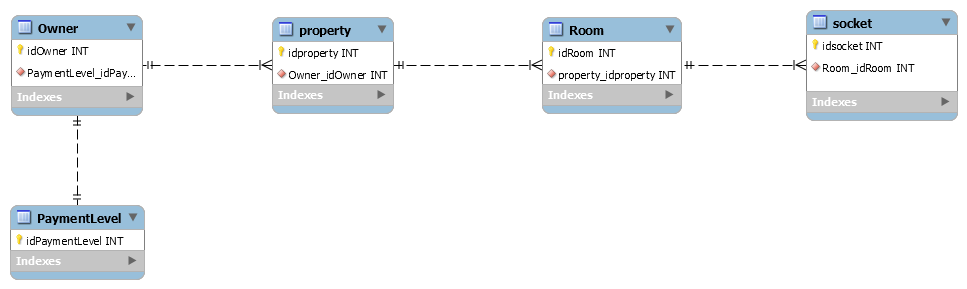 Owner
idOwner INT
PaymentLevel_idPay...
Indexes
property
idproperty INT
Owner_idOwner INT
Indexes
Room
idRoom INT
property_idproperty INT
Indexes
socket
idsocket INT
Room_idRoom INT
Indexes
PaymentLevel
idPaymentLevel INT
Indexes